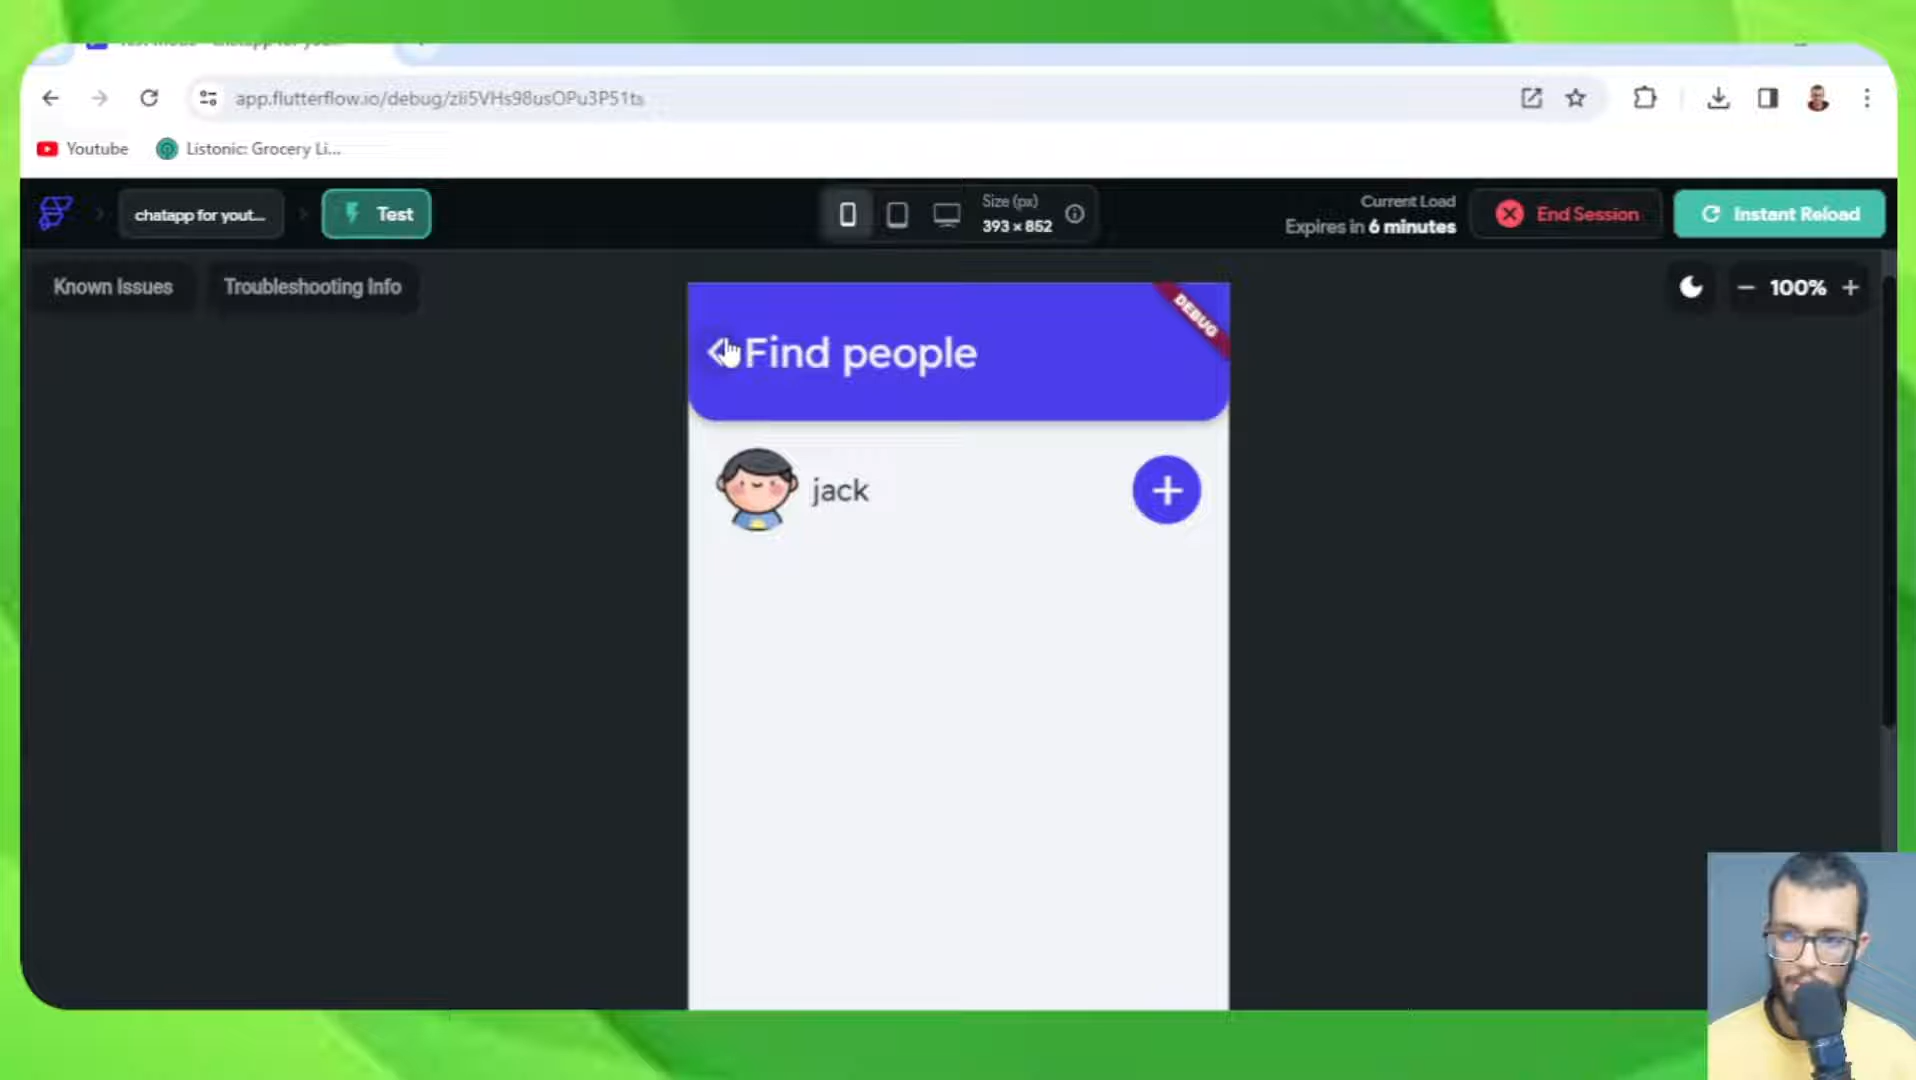 app.flutterflow.io/debug/zli5VHs98usOPu3P51ts
Youtube
Listonic: Grocery Li...
chatapp for yout...
Test
Size (px)
393 × 852
Current Load
Expires in 6 minutes
End Session
Instant Reload
Known Issues
Troubleshooting Info
100%
DEBUG
Find people
jack